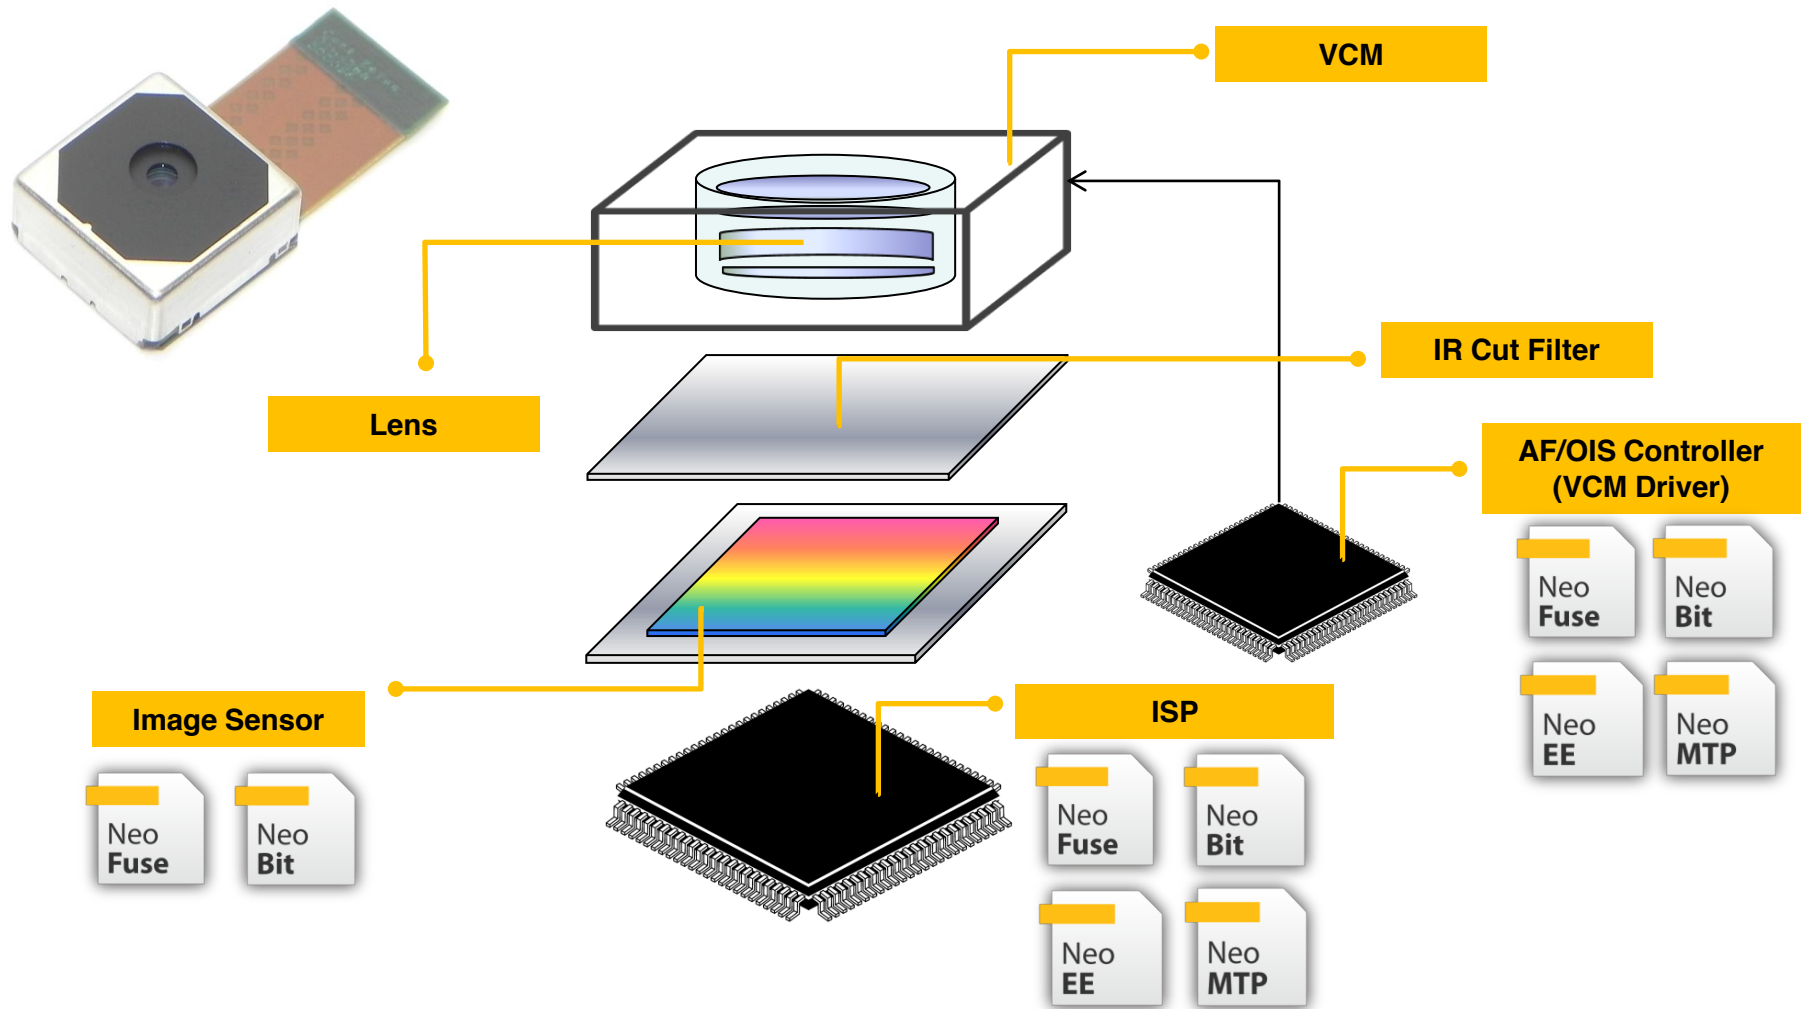 VCM
IR Cut Filter
Lens
AF/OIS Controller
(VCM Driver)
Neo
Fuse
Neo
Bit
Neo
EE
Neo
MTP
Image Sensor
Neo
Fuse
Neo
Bit
ISP
Neo
Fuse
Neo
Bit
Neo
EE
Neo
MTP